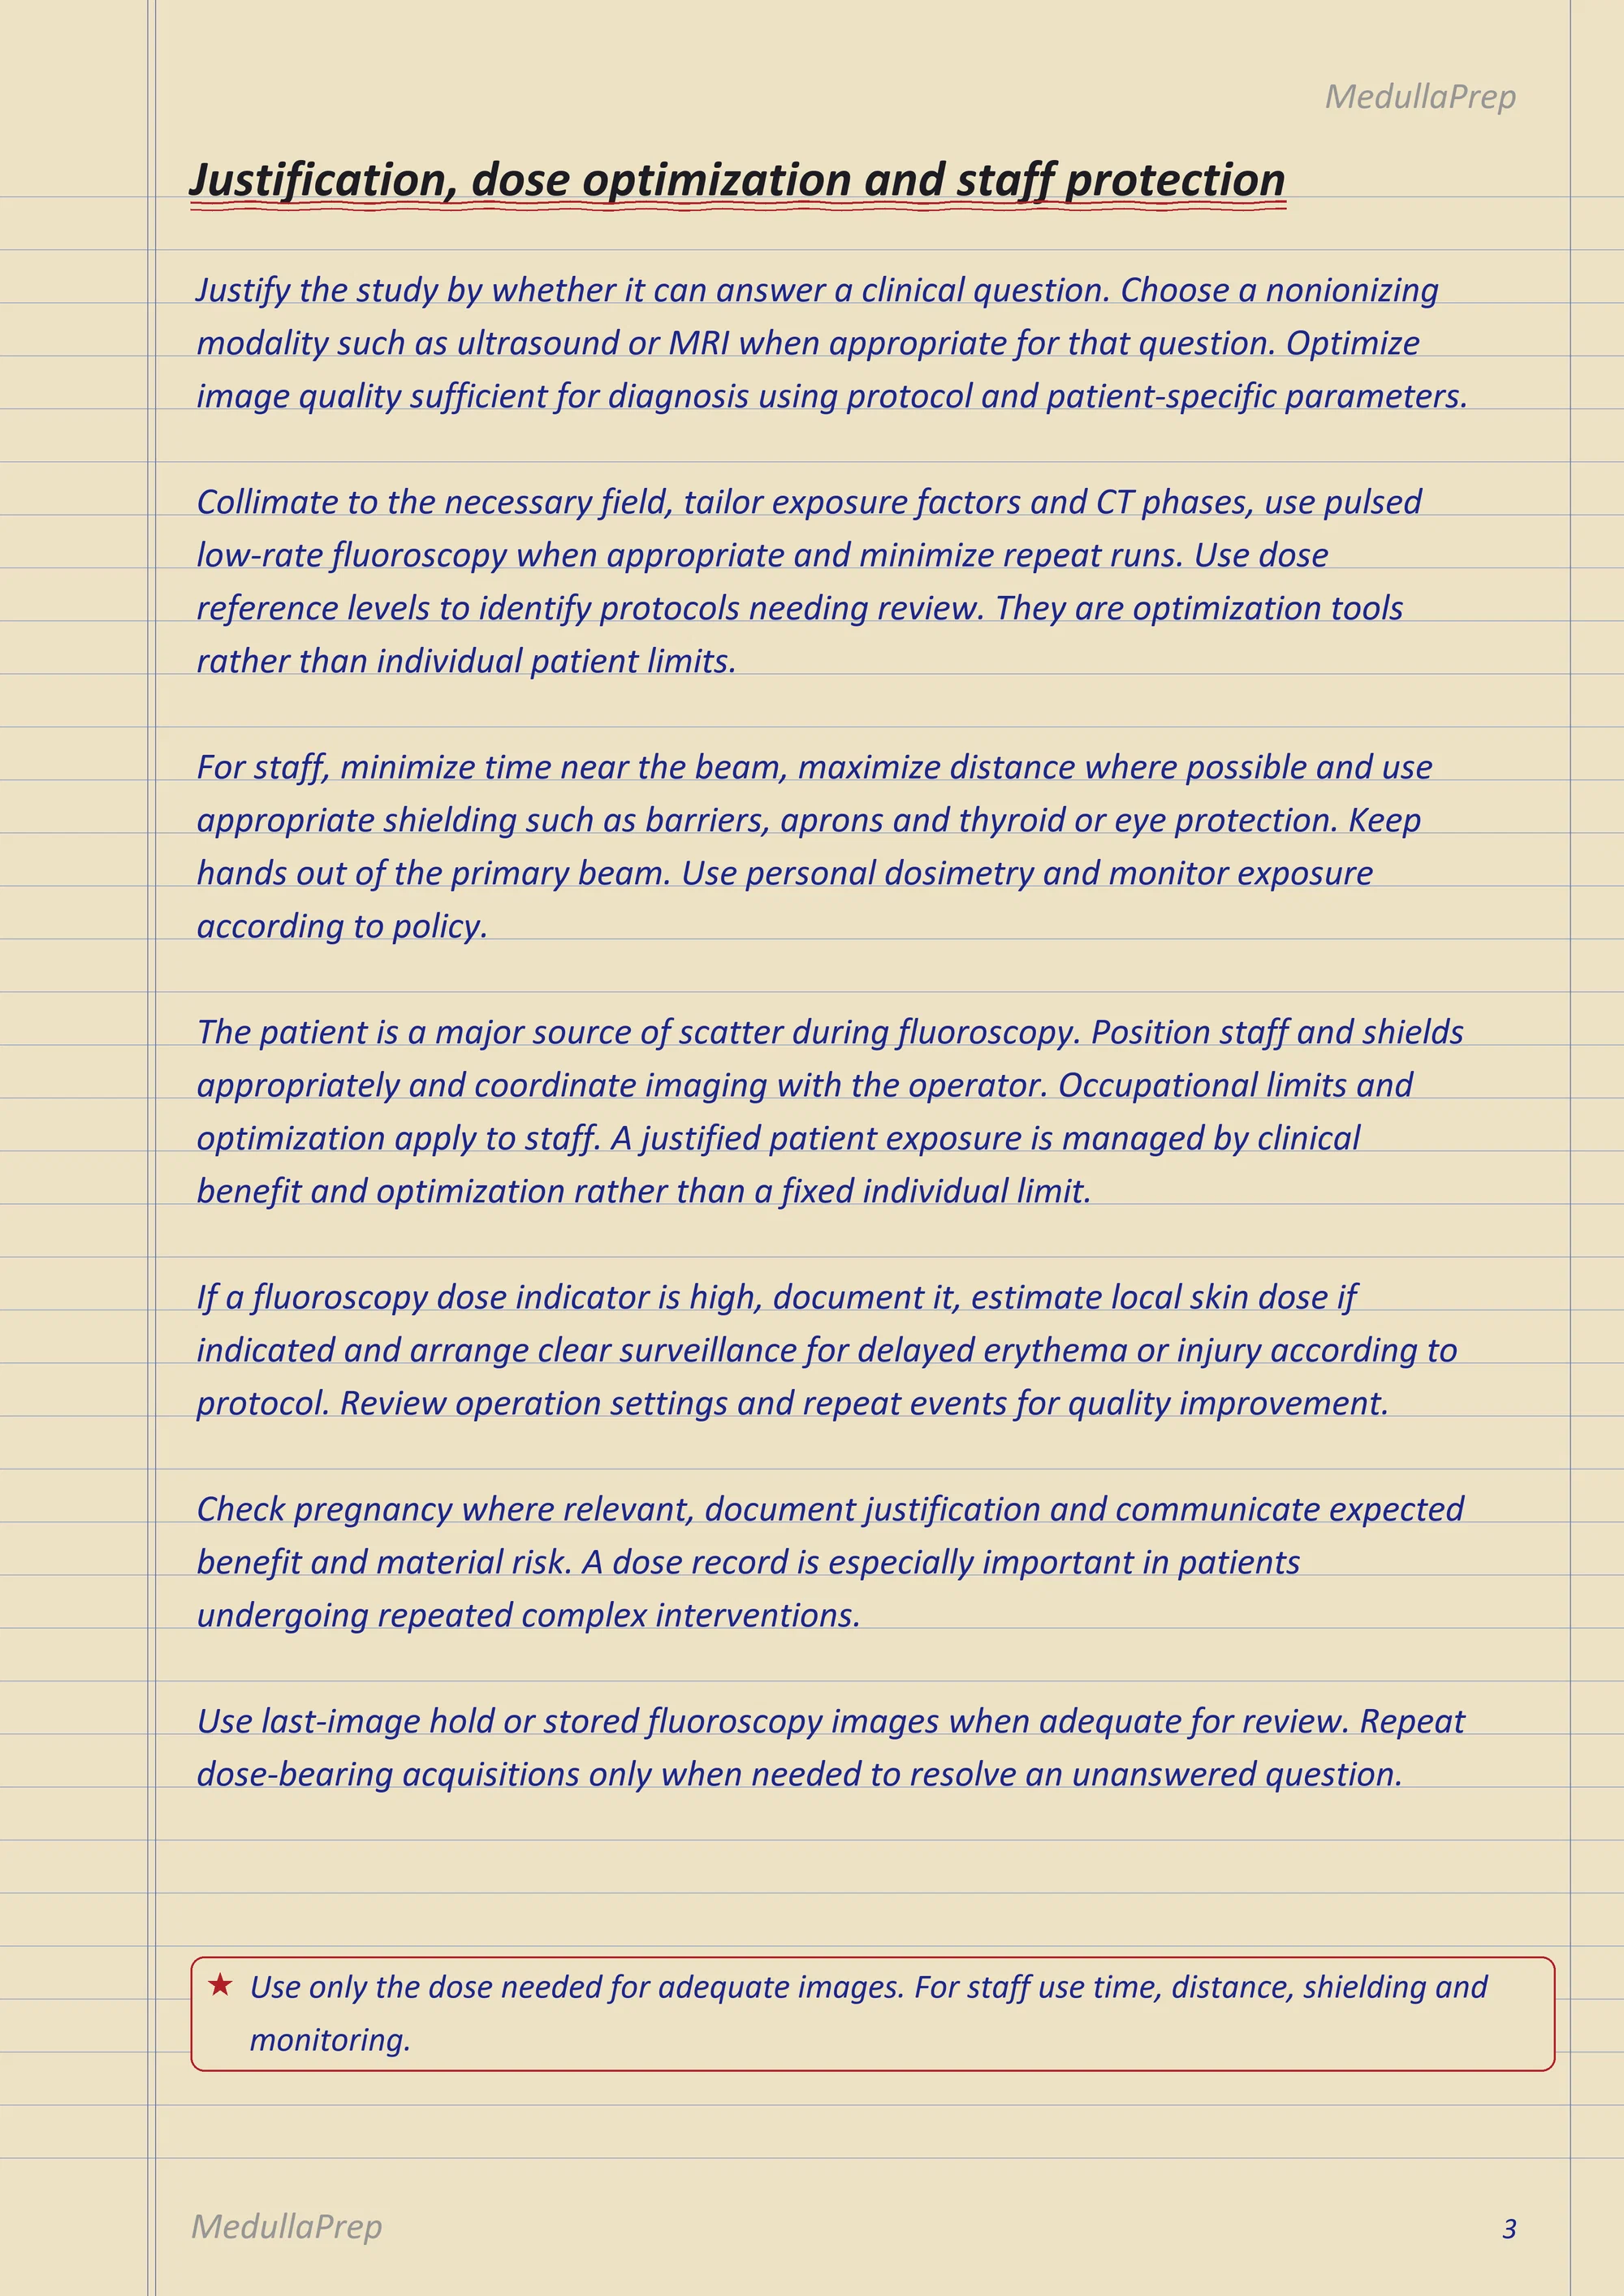 MedullaPrep
Justification, dose optimization and staff protection
Justify the study by whether it can answer a clinical question. Choose a nonionizing
modality such as ultrasound or MRI when appropriate for that question. Optimize
image quality sufficient for diagnosis using protocol and patient-specific parameters.
Collimate to the necessary field, tailor exposure factors and CT phases, use pulsed
low-rate fluoroscopy when appropriate and minimize repeat runs. Use dose
reference levels to identify protocols needing review. They are optimization tools
rather than individual patient limits.
For staff, minimize time near the beam, maximize distance where possible and use
appropriate shielding such as barriers, aprons and thyroid or eye protection. Keep
hands out of the primary beam. Use personal dosimetry and monitor exposure
according to policy.
The patient is a major source of scatter during fluoroscopy. Position staff and shields
appropriately and coordinate imaging with the operator. Occupational limits and
optimization apply to staff. A justified patient exposure is managed by clinical
benefit and optimization rather than a fixed individual limit.
If a fluoroscopy dose indicator is high, document it, estimate local skin dose if
indicated and arrange clear surveillance for delayed erythema or injury according to
protocol. Review operation settings and repeat events for quality improvement.
Check pregnancy where relevant, document justification and communicate expected
benefit and material risk. A dose record is especially important in patients
undergoing repeated complex interventions.
Use last-image hold or stored fluoroscopy images when adequate for review. Repeat
dose-bearing acquisitions only when needed to resolve an unanswered question.
★ Use only the dose needed for adequate images. For staff use time, distance, shielding and
monitoring.
MedullaPrep
3